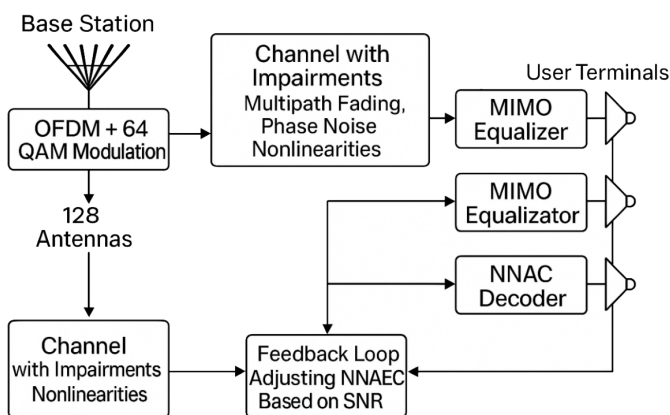 Base Station
OFDM + 64
QAM Modulation
128
Antennas
Channel
with Impairments
Nonlinearities
Channel with
Impairments
Multipath Fading,
Phase Noise
Nonlinearities
User Terminals
MIMO
Equalizer
MIMO
Equalizator
NNAC
Decoder
Feedback Loop
Adjusting NNAEC
Based on SNR